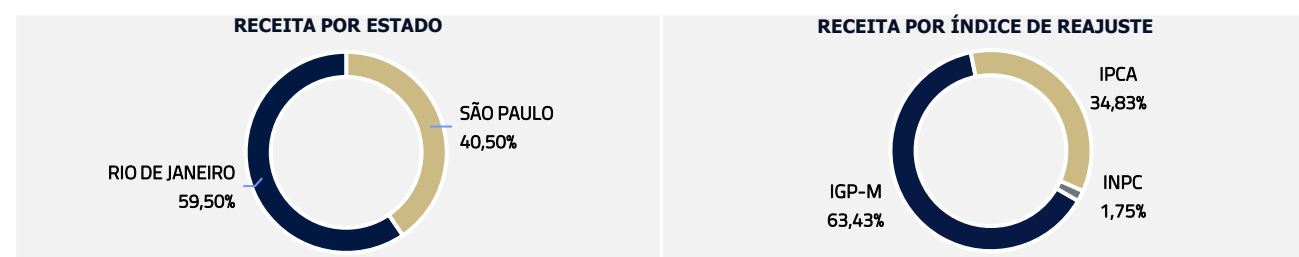 RECEITA POR ESTADO
SÃO PAULO
40,50%
RIO DE JANEIRO
59,50%
RECEITA POR ÍNDICE DE REAJUSTE
IPCA
34,83%
INPC
1,75%
IGP-M
63,43%